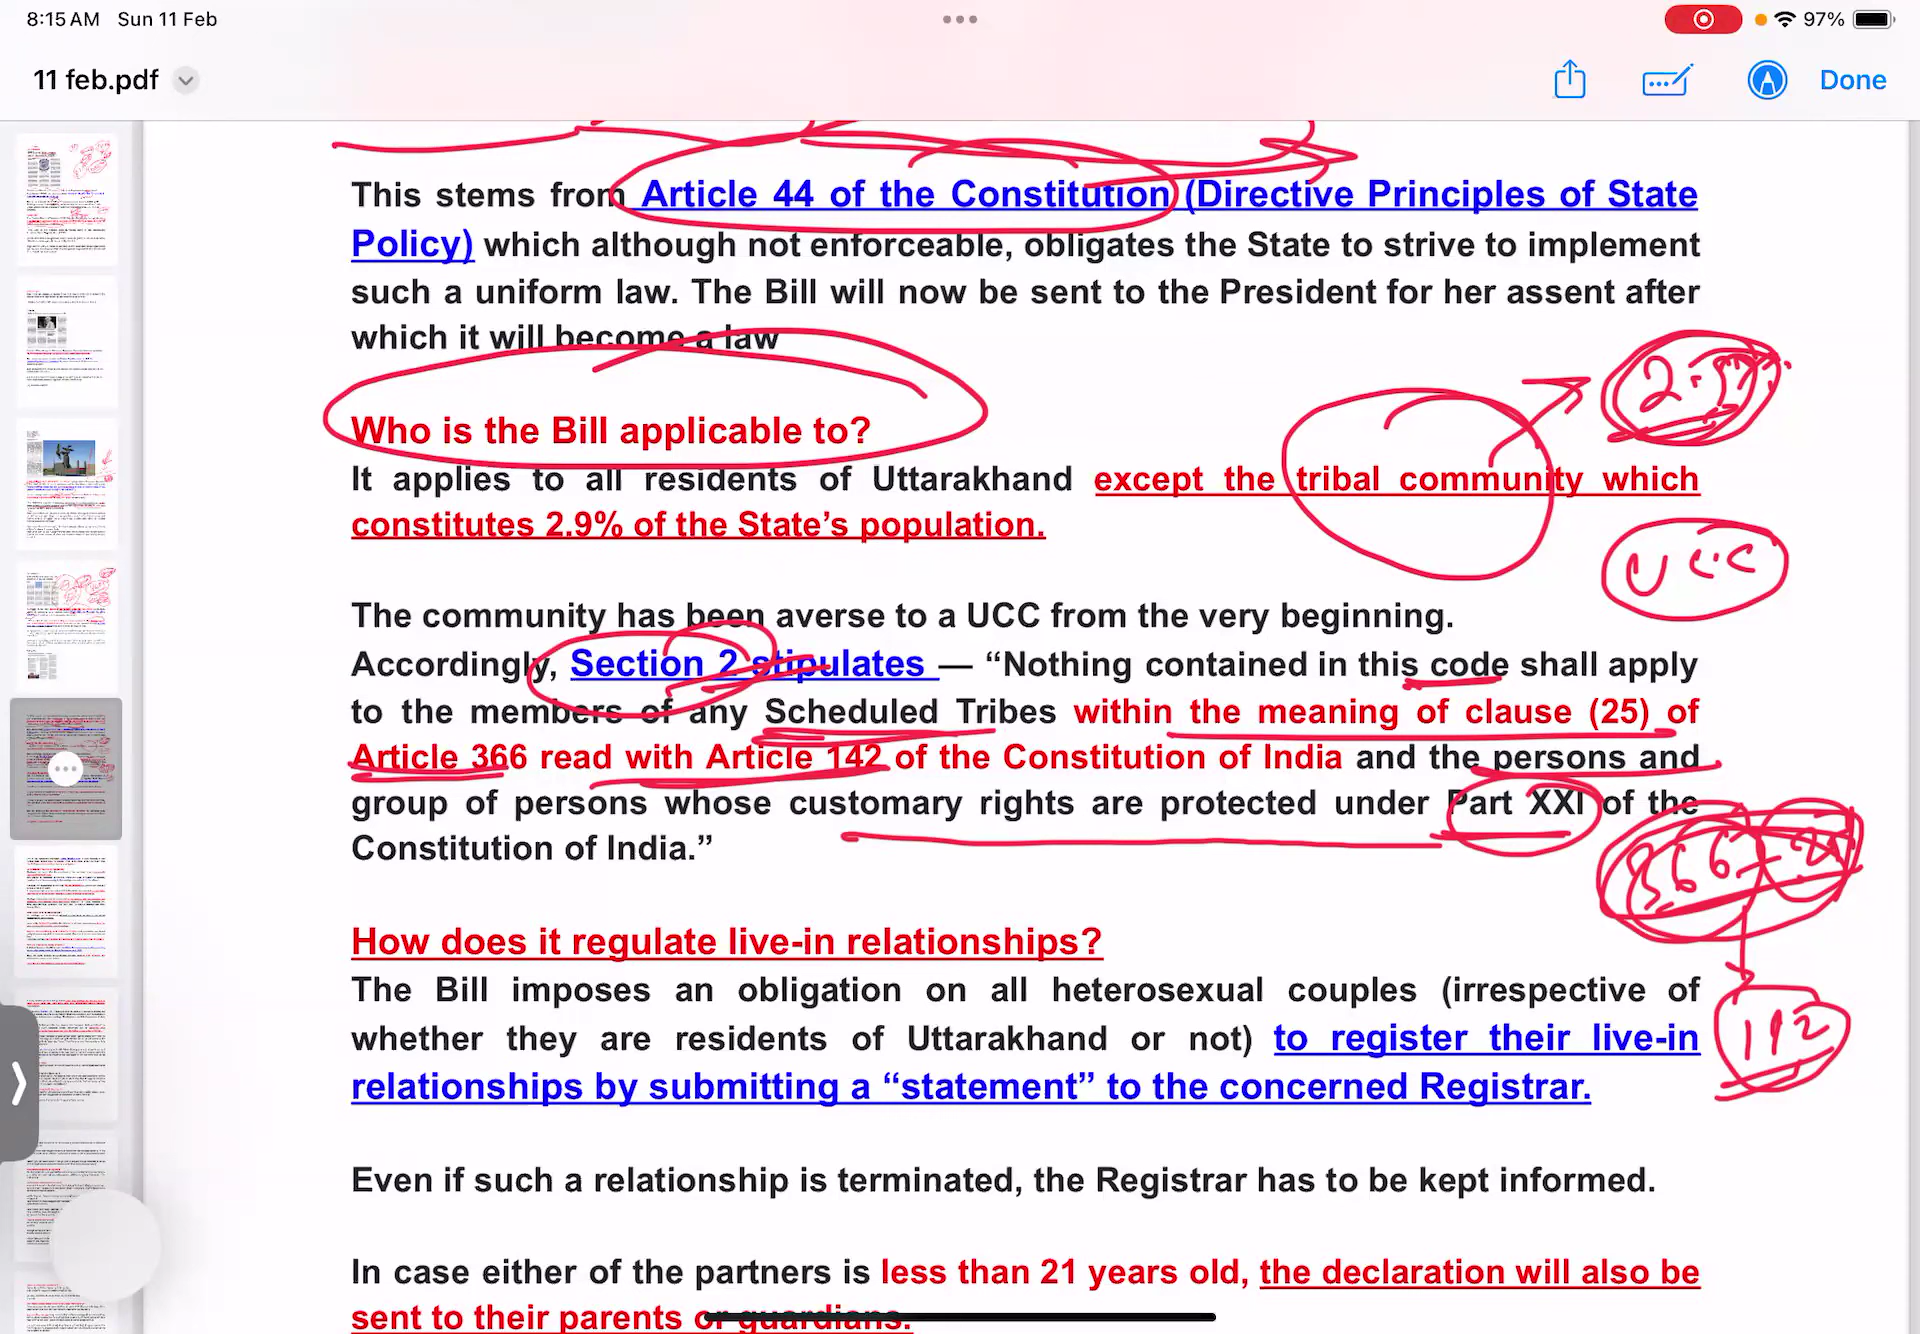 8:15 AM Sun 11 Feb
97%
11 feb.pdf
Done
This stems from Article 44 of the Constitution (Directive Principles of State
Policy) which although not enforceable, obligates the State to strive to implement
such a uniform law. The Bill will now be sent to the President for her assent after
which it will become a law
Who is the Bill applicable to?
It applies to all residents of Uttarakhand except the tribal community which
constitutes 2.9% of the State’s population.
UCC
The community has been averse to a UCC from the very beginning.
Accordingly, Section 2 stipulates — “Nothing contained in this code shall apply
to the members of any Scheduled Tribes within the meaning of clause (25) of
Article 366 read with Article 142 of the Constitution of India and the persons and
group of persons whose customary rights are protected under Part XXI of the
Constitution of India.”
366
How does it regulate live-in relationships?
The Bill imposes an obligation on all heterosexual couples (irrespective of
whether they are residents of Uttarakhand or not) to register their live-in
relationships by submitting a “statement” to the concerned Registrar.
Even if such a relationship is terminated, the Registrar has to be kept informed.
In case either of the partners is less than 21 years old, the declaration will also be
sent to their parents or guardians.